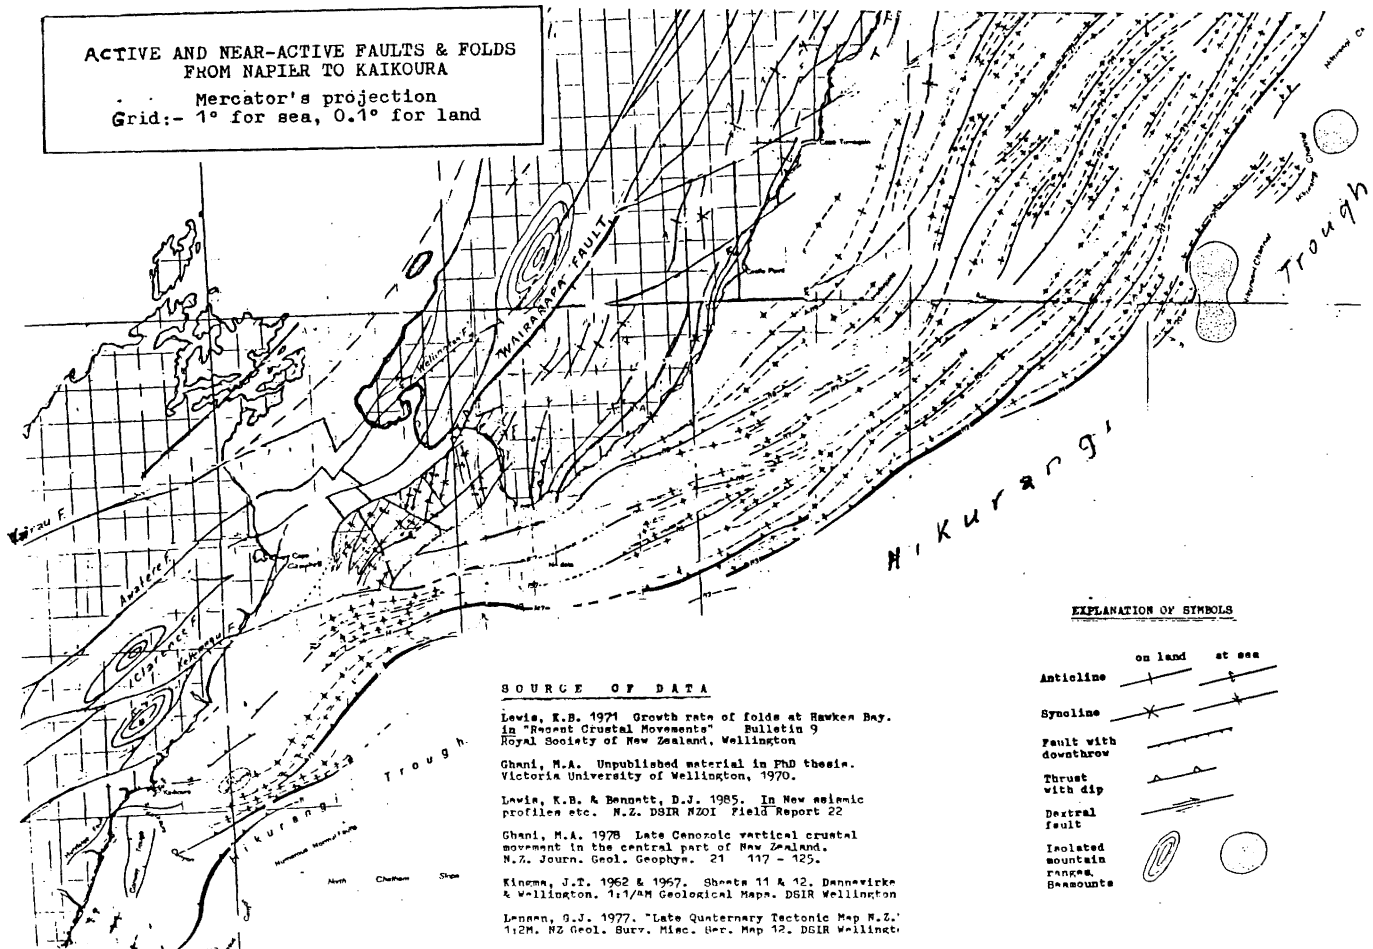 ACTIVE AND NEAR-ACTIVE FAULTS & FOLDS
FROM NAPIER TO KAIKOURA
Mercator's projection
Grid:- 1° for sea, 0.1° for land
Cape Turnagain
Trough
Castle Point
WAIRARAPA FAULT
Wellington F.
Hikurangi
Wairau F.
Cape Campbell
Awatere F.
Clarence F.
Kekerengu F.
No data
Kaikoura
Hikurangi Trough
Numerous Normal Faults
North Chatham Slope
SOURCE OF DATA
Lewis, K.B. 1971 Growth rate of folds at Hawkes Bay.
in "Recent Crustal Movements" Bulletin 9
Royal Society of New Zealand, Wellington
Ghani, M.A. Unpublished material in PhD thesis.
Victoria University of Wellington, 1970.
Lewis, K.B. & Bennett, D.J. 1985. In New seismic
profiles etc. N.Z. DSIR NZOI Field Report 22
Ghani, M.A. 1978 Late Cenozoic vertical crustal
movement in the central part of New Zealand.
N.Z. Journ. Geol. Geophys. 21 117 - 125.
Kingma, J.T. 1962 & 1967. Sheets 11 & 12. Dannevirke
& Wellington. 1:1/4M Geological Maps. DSIR Wellington
Lensen, G.J. 1977. "Late Quaternary Tectonic Map N.Z.'
1:2M. NZ Geol. Surv. Misc. Ser. Map 12. DSIR Wellingt
EXPLANATION OF SYMBOLS
on land at sea
Anticline
Syncline
Fault with
downthrow
Thrust
with dip
Dextral
fault
Isolated
mountain
ranges,
Seamounts